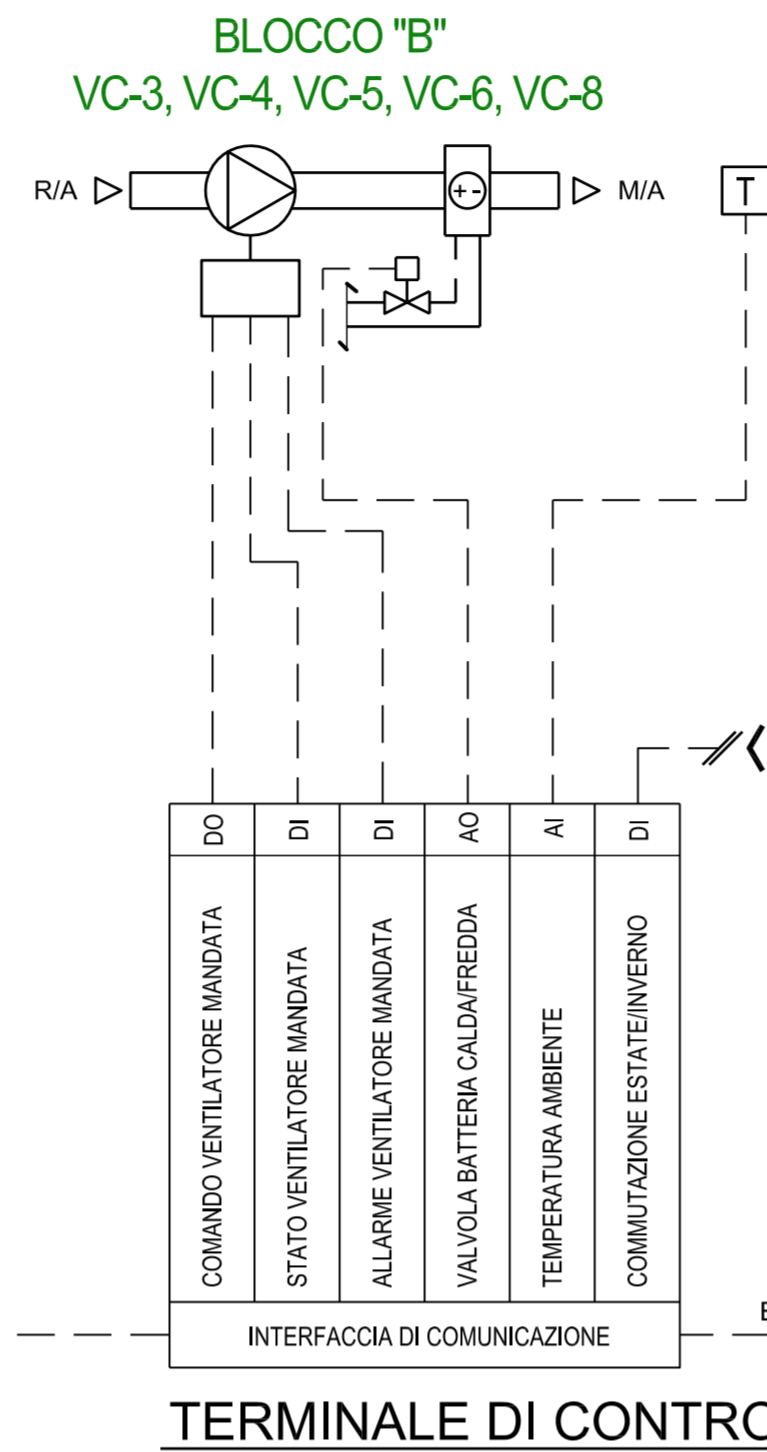 BLOCCO "B"
VC-3, VC-4, VC-5, VC-6, VC-8
R/A
M/A
T
DO
DI
DI
AO
AI
DI
COMANDO VENTILATORE MANDATA
STATO VENTILATORE MANDATA
ALLARME VENTILATORE MANDATA
VALVOLA BATTERIA CALDA/FREDDA
TEMPERATURA AMBIENTE
COMMUTAZIONE ESTATE/INVERNO
INTERFACCIA DI COMUNICAZIONE
TERMINALE DI